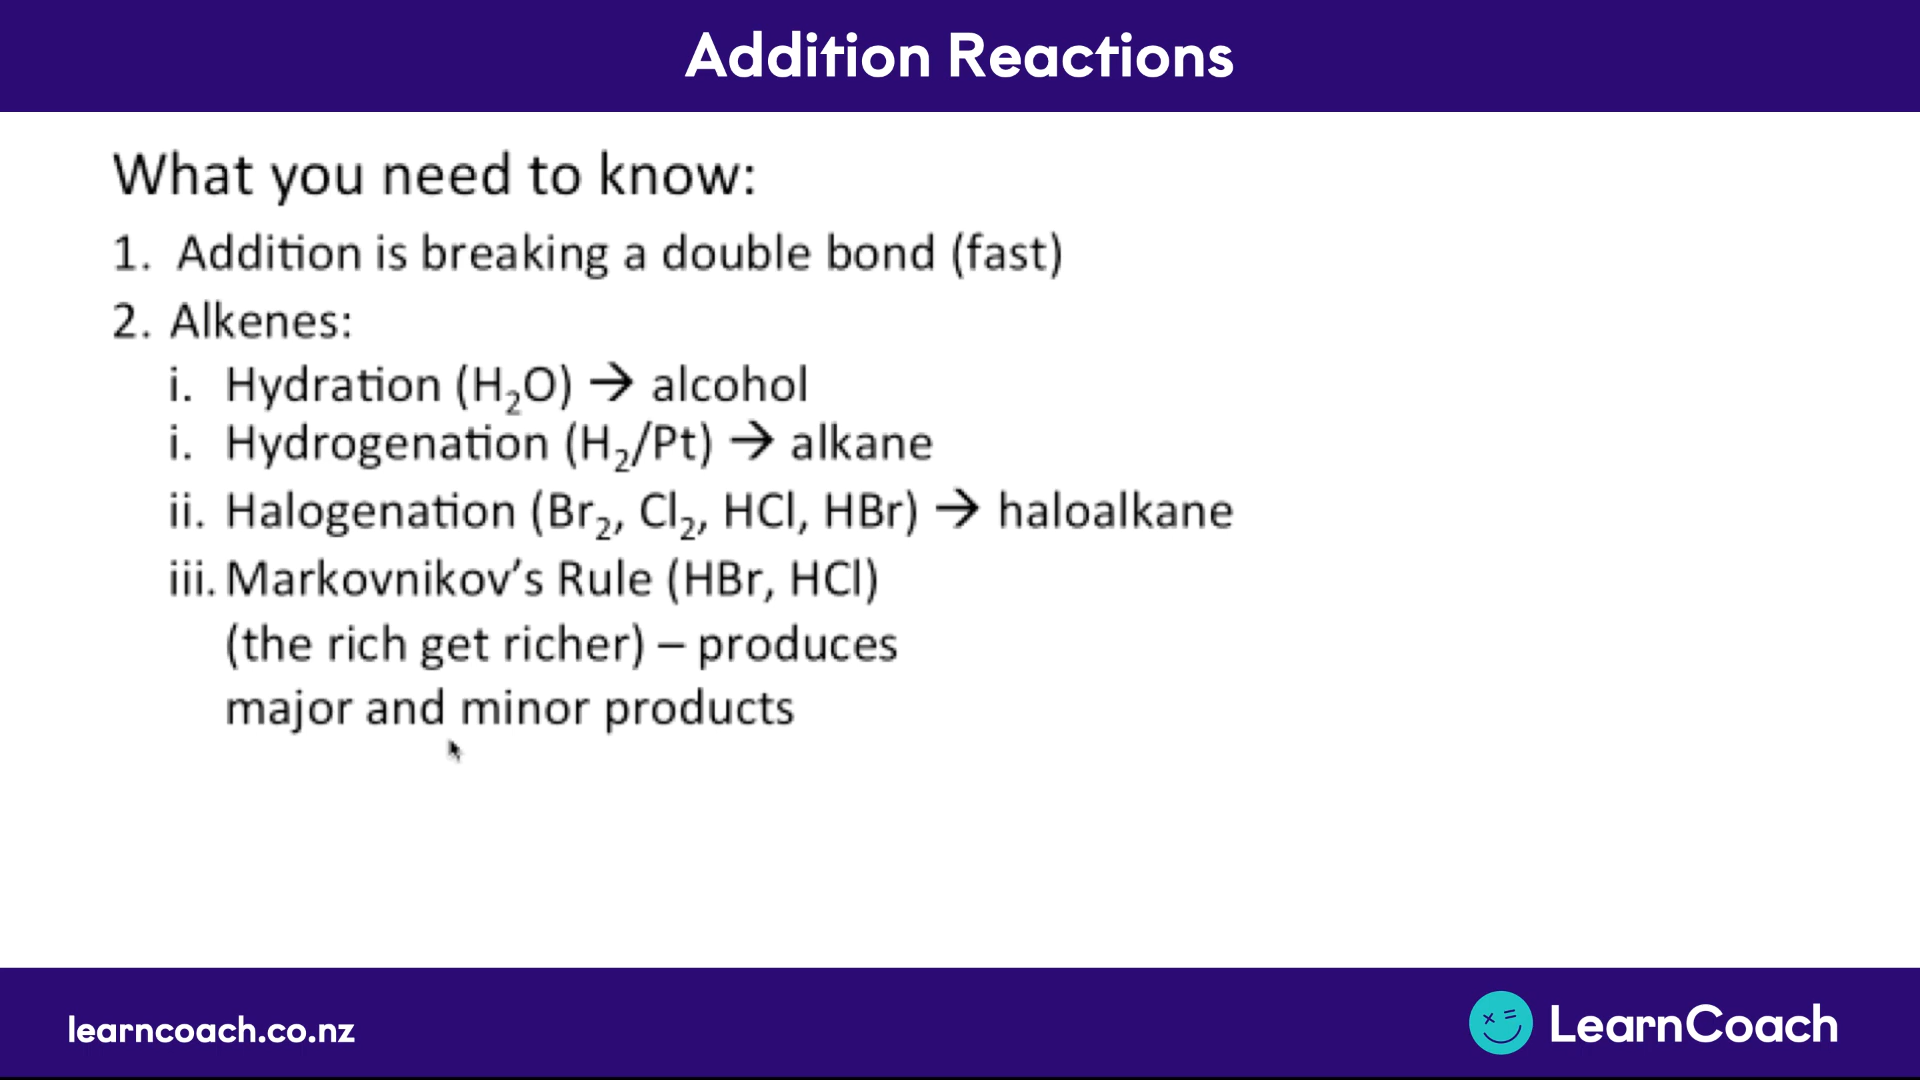 Addition Reactions
What you need to know:
1. Addition is breaking a double bond (fast)
2. Alkenes:
i. Hydration (H₂O) → alcohol
i. Hydrogenation (H₂/Pt) → alkane
ii. Halogenation (Br₂, Cl₂, HCl, HBr) → haloalkane
iii. Markovnikov’s Rule (HBr, HCl)
(the rich get richer) – produces
major and minor products
learncoach.co.nz
LearnCoach